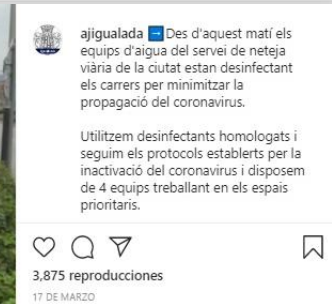 ajigualada ➡️ Des d'aquest matí els
equips d'aigua del servei de neteja
viària de la ciutat estan desinfectant
els carrers per minimitzar la
propagació del coronavirus.
Utilitzem desinfectants homologats i
seguim els protocols establerts per la
inactivació del coronavirus i disposem
de 4 equips treballant en els espais
prioritaris.
3,875 reproducciones
17 DE MARZO